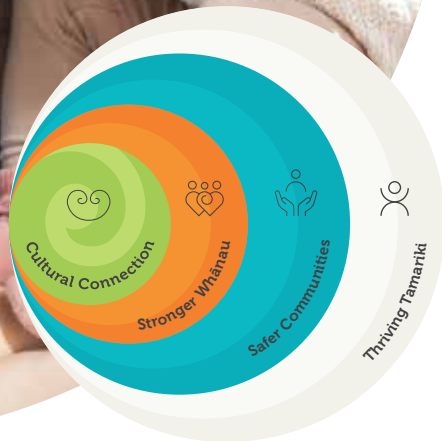 Cultural Connection
Stronger Whānau
Safer Communities
Thriving Tamariki